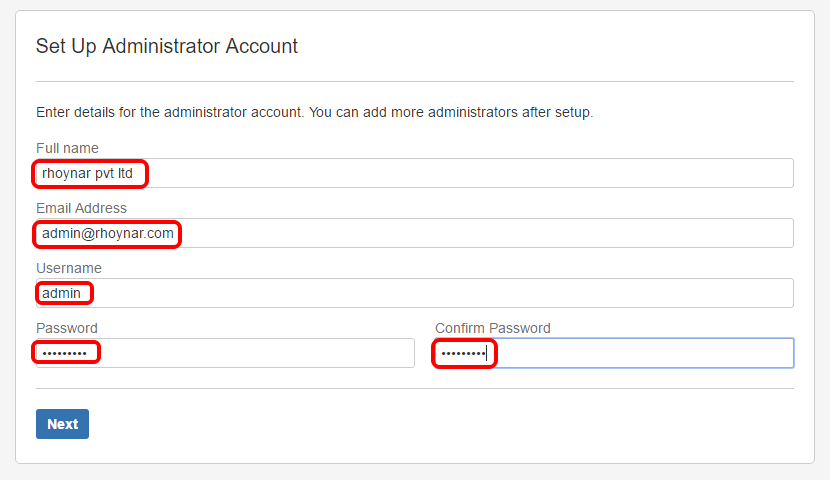 Set Up Administrator Account
Enter details for the administrator account. You can add more administrators after setup.
Full name
rhoynar pvt ltd
Email Address
admin@rhoynar.com
Username
admin
Password
Confirm Password
•••••••••
•••••••••
Next